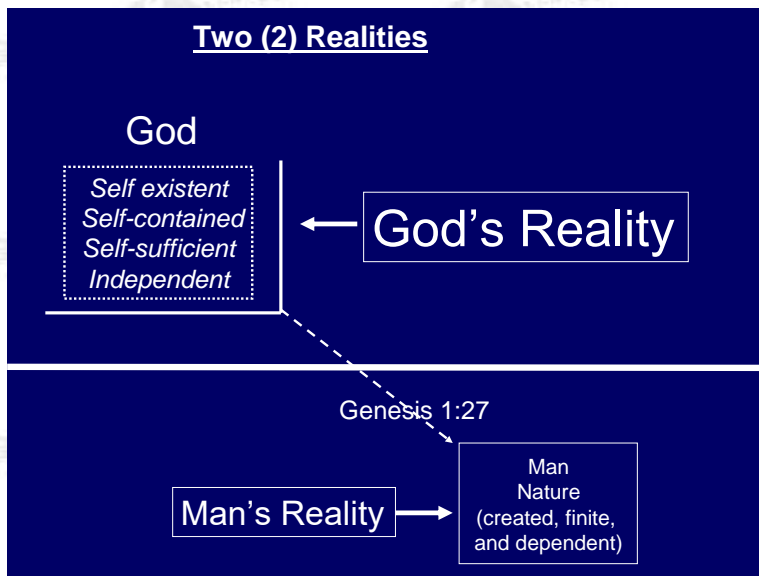 Two (2) Realities
God
Self existent
Self-contained
Self-sufficient
Independent
God’s Reality
Genesis 1:27
Man’s Reality
Man
Nature
(created, finite,
and dependent)